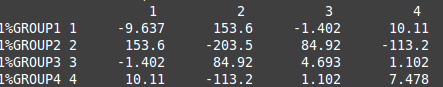 1 2 3 4
1%GROUP1 1 -9.637 153.6 -1.402 10.11
1%GROUP2 2 153.6 -203.5 84.92 -113.2
1%GROUP3 3 -1.402 84.92 4.693 1.102
1%GROUP4 4 10.11 -113.2 1.102 7.478